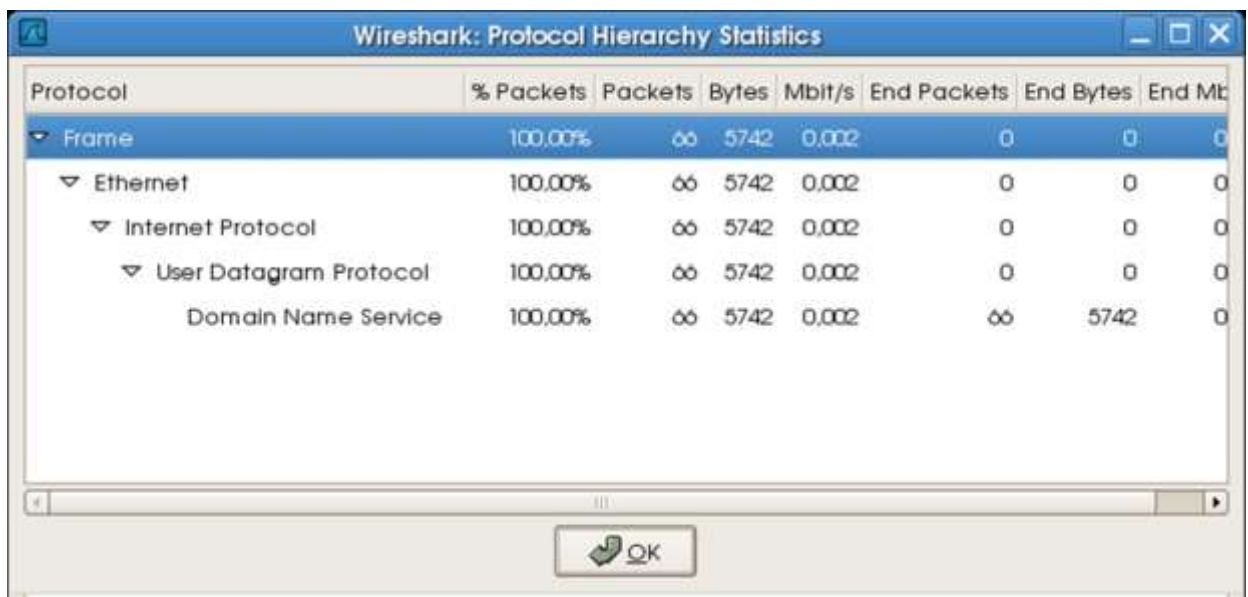 Wireshark: Protocol Hierarchy Statistics
Protocol % Packets Packets Bytes Mbit/s End Packets End Bytes End Mb
Frame 100,00% 66 5742 0,002 0 0 0
Ethernet 100,00% 66 5742 0,002 0 0 0
Internet Protocol 100,00% 66 5742 0,002 0 0 0
User Datagram Protocol 100,00% 66 5742 0,002 0 0 0
Domain Name Service 100,00% 66 5742 0,002 66 5742 0
OK